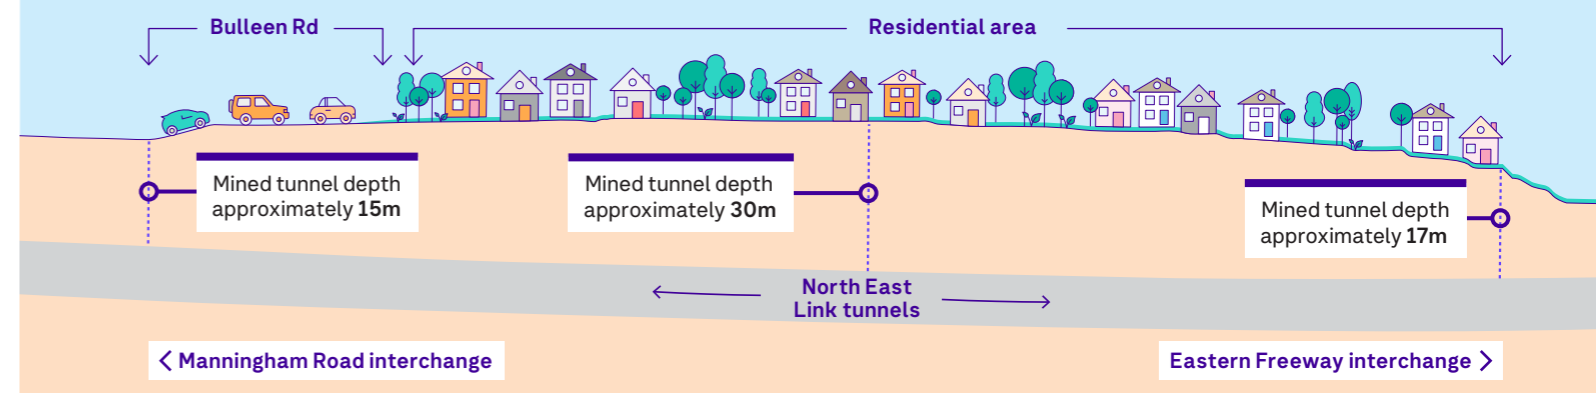 Bulleen Rd
Residential area
Mined tunnel depth
approximately 15m
Mined tunnel depth
approximately 30m
Mined tunnel depth
approximately 17m
North East
Link tunnels
Manningham Road interchange
Eastern Freeway interchange